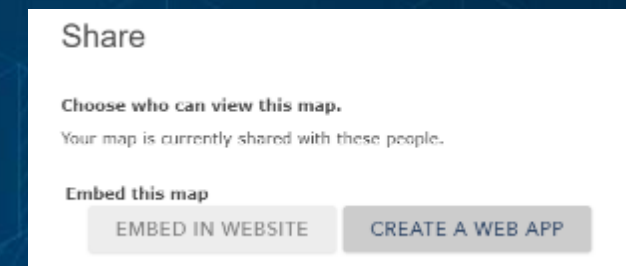 Share
Choose who can view this map.
Your map is currently shared with these people.
Embed this map
EMBED IN WEBSITE CREATE A WEB APP